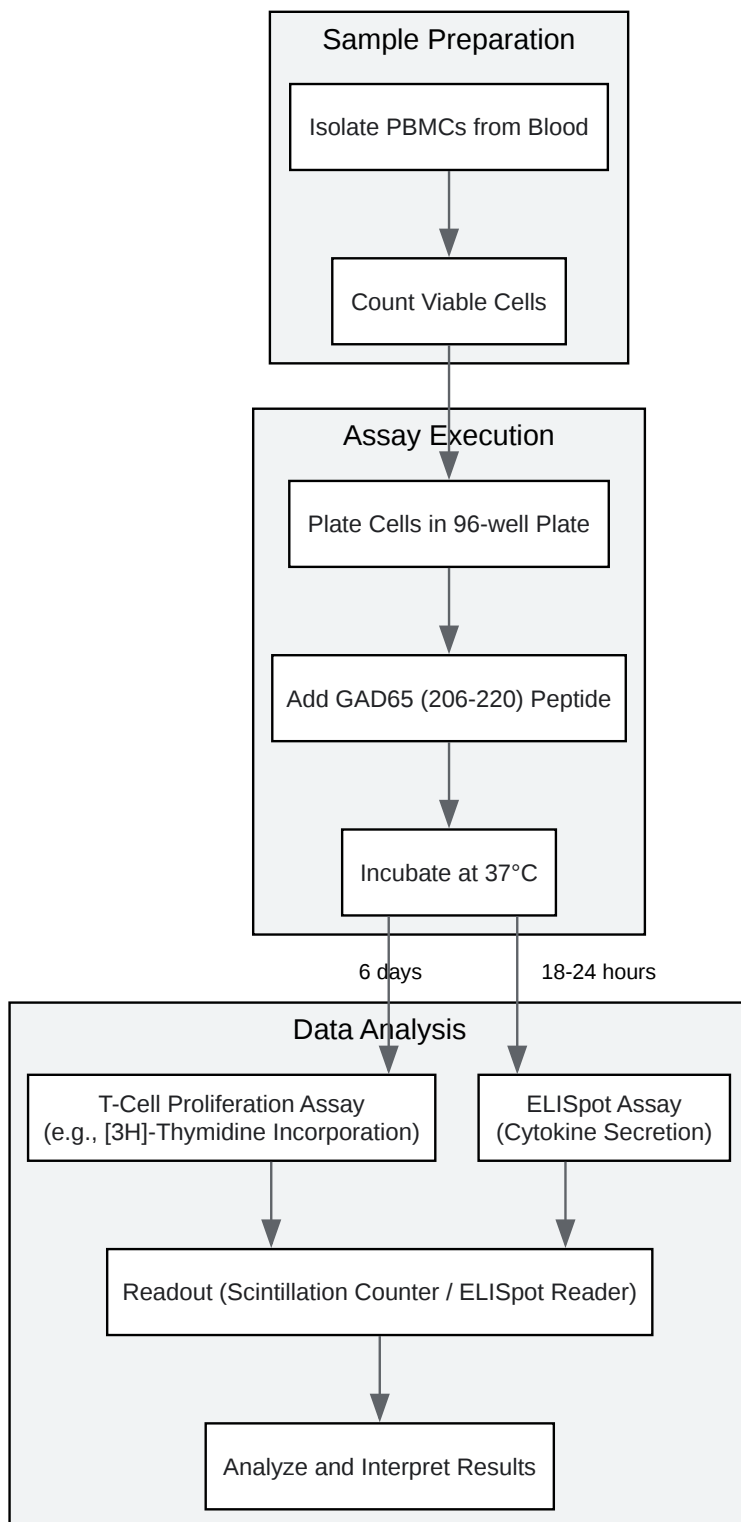 Sample Preparation
Isolate PBMCs from Blood
Count Viable Cells
Assay Execution
Plate Cells in 96-well Plate
Add GAD65 (206-220) Peptide
Incubate at 37°C
6 days
18-24 hours
Data Analysis
T-Cell Proliferation Assay
(e.g., [3H]-Thymidine Incorporation)
ELISpot Assay
(Cytokine Secretion)
Readout (Scintillation Counter / ELISpot Reader)
Analyze and Interpret Results